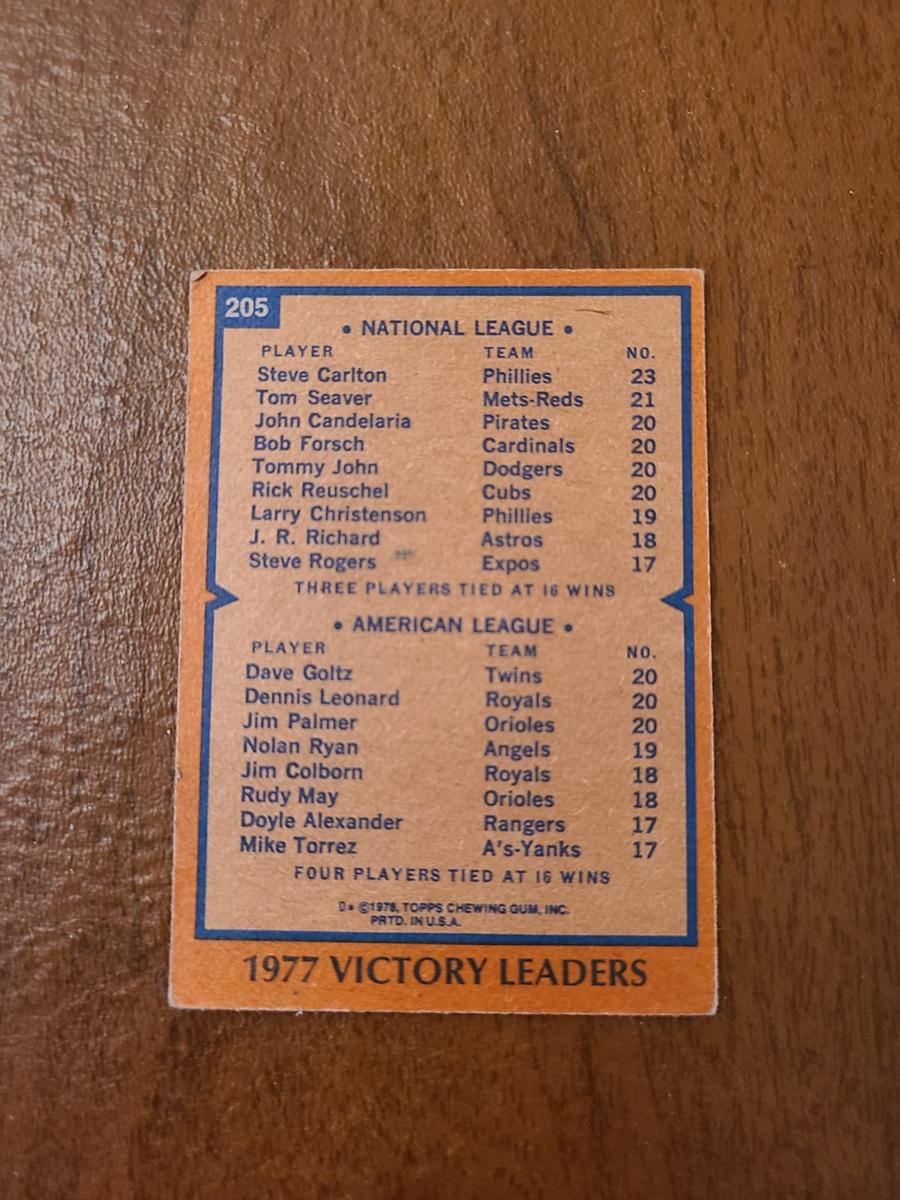 205
• NATIONAL LEAGUE •
PLAYER TEAM NO.
Steve Carlton Phillies 23
Tom Seaver Mets-Reds 21
John Candelaria Pirates 20
Bob Forsch Cardinals 20
Tommy John Dodgers 20
Rick Reuschel Cubs 20
Larry Christenson Phillies 19
J. R. Richard Astros 18
Steve Rogers Expos 17
THREE PLAYERS TIED AT 16 WINS
• AMERICAN LEAGUE •
PLAYER TEAM NO.
Dave Goltz Twins 20
Dennis Leonard Royals 20
Jim Palmer Orioles 20
Nolan Ryan Angels 19
Jim Colborn Royals 18
Rudy May Orioles 18
Doyle Alexander Rangers 17
Mike Torrez A's-Yanks 17
FOUR PLAYERS TIED AT 16 WINS
D* ©1978, TOPPS CHEWING GUM, INC.
PRTD. IN U.S.A.
1977 VICTORY LEADERS